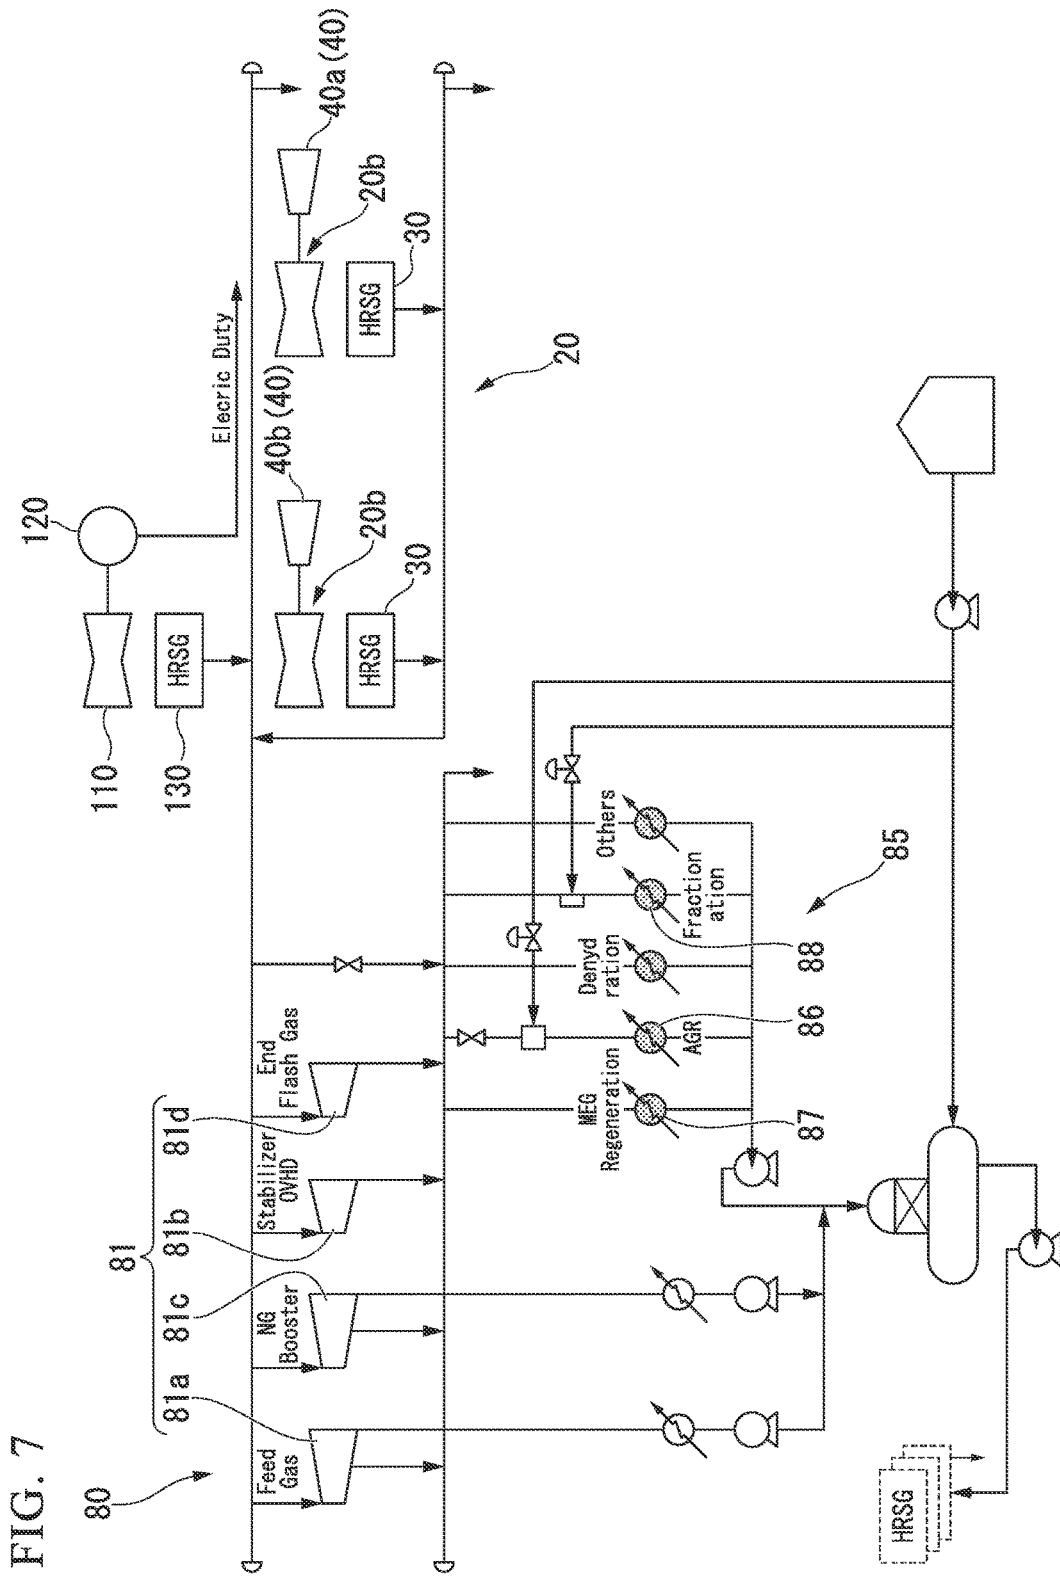 FIG. 7
80
81
81a
81c
81b
81d
Feed
Gas
NG
Booster
Stabilizer
OVHD
End
Flash Gas
110
120
130
HRSG
Elecric Duty
40b (40)
20b
HRSG
30
40a (40)
20b
HRSG
30
20
MEG
Regeneration
87
AGR
86
Denyd
ration
Fraction
ation
88
Others
85
HRSG